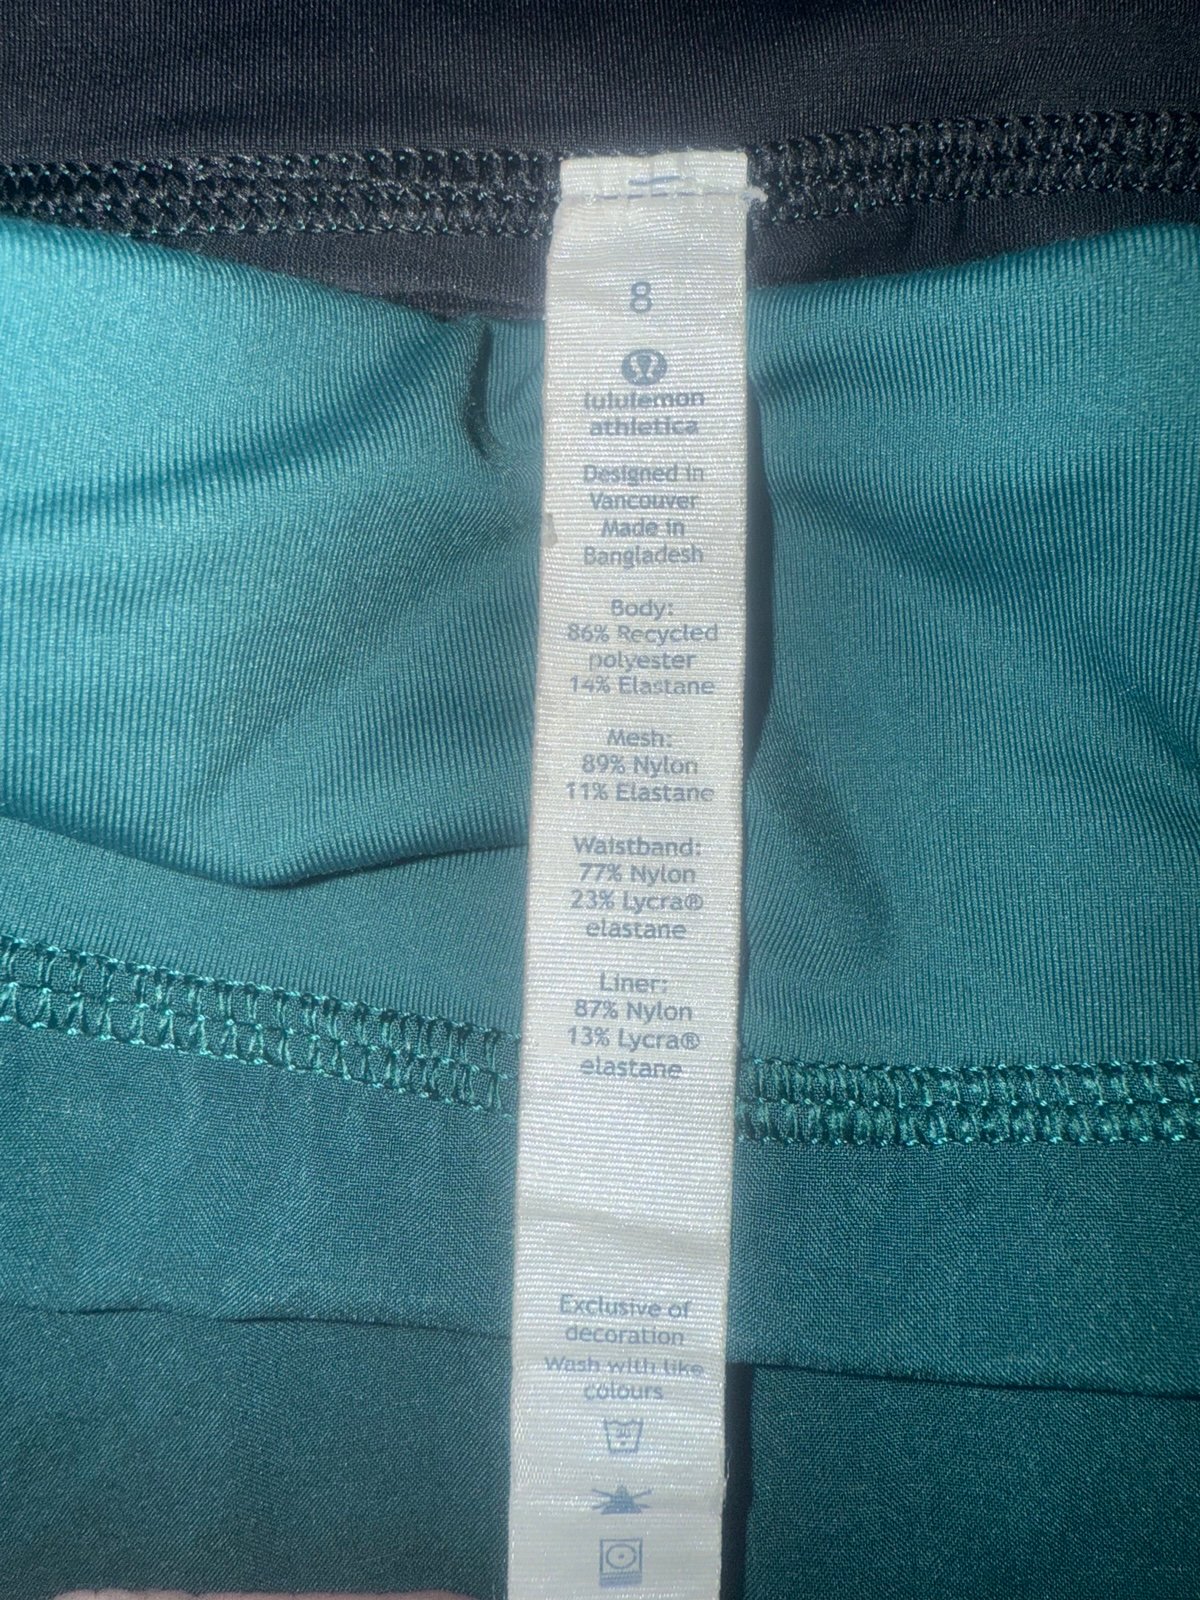 8
lululemon
athletica
Designed in
Vancouver
Made in
Bangladesh
Body:
86% Recycled
polyester
14% Elastane
Mesh:
89% Nylon
11% Elastane
Waistband:
77% Nylon
23% Lycra®
elastane
Liner:
87% Nylon
13% Lycra®
elastane
Exclusive of
decoration
Wash with like
colours